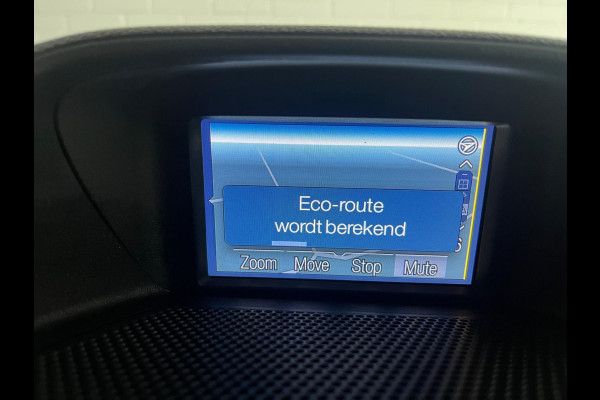 Eco-route
wordt berekend
Zoom Move Stop Mute